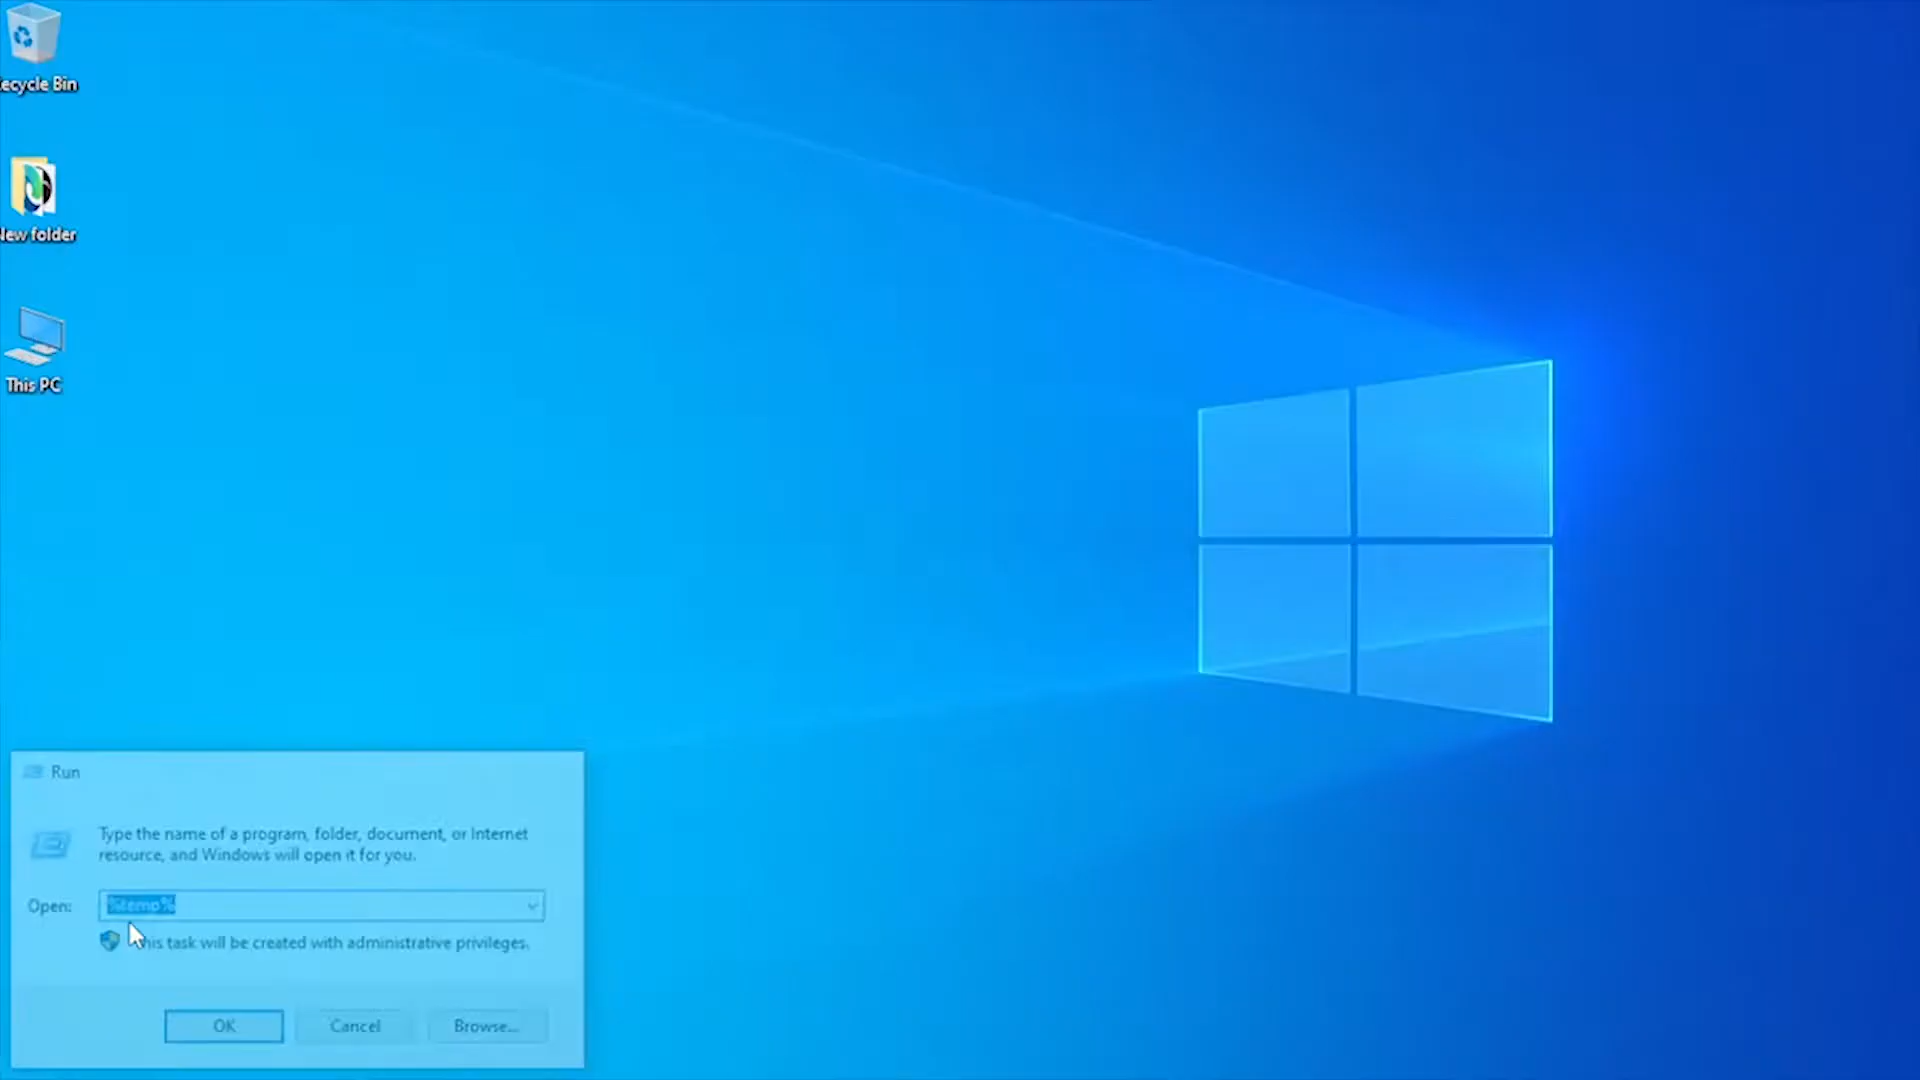 ecycle Bin
New folder
This PC
Run
Type the name of a program, folder, document, or Internet
resource, and Windows will open it for you.
Open: %temp%
his task will be created with administrative privileges.
OK Cancel Browse...